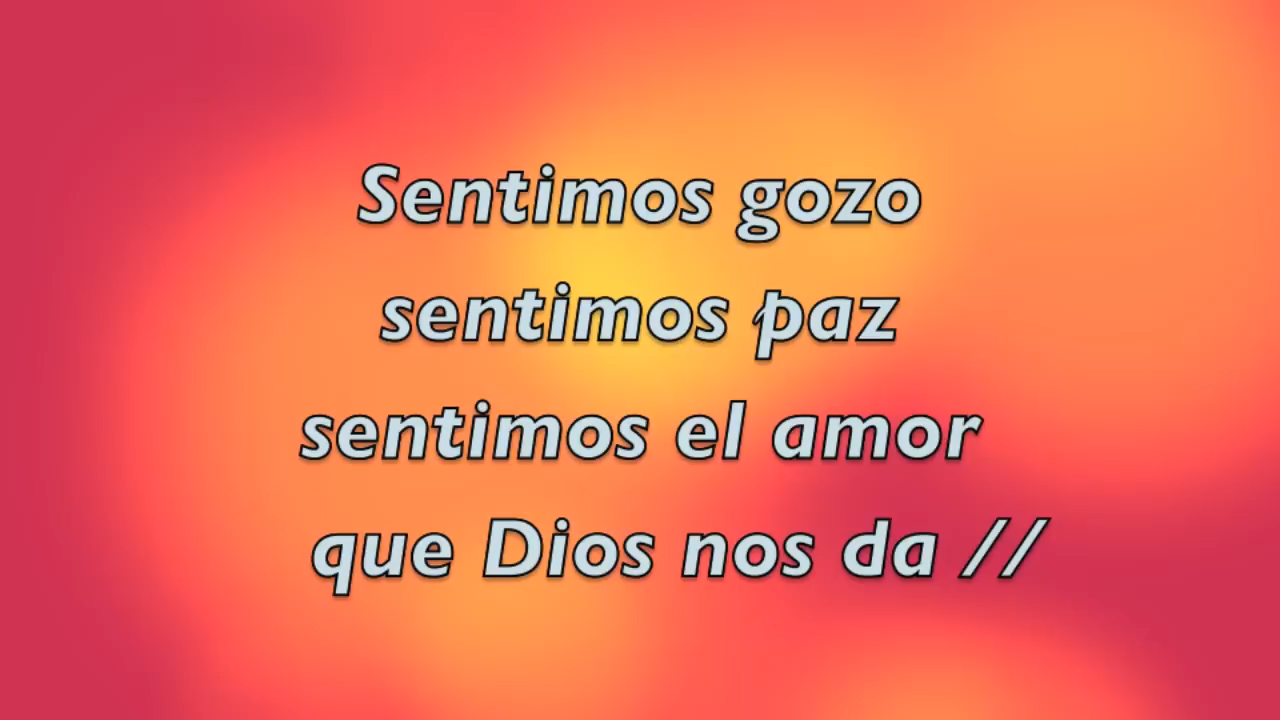 Sentimos gozo
sentimos paz
sentimos el amor
que Dios nos da //